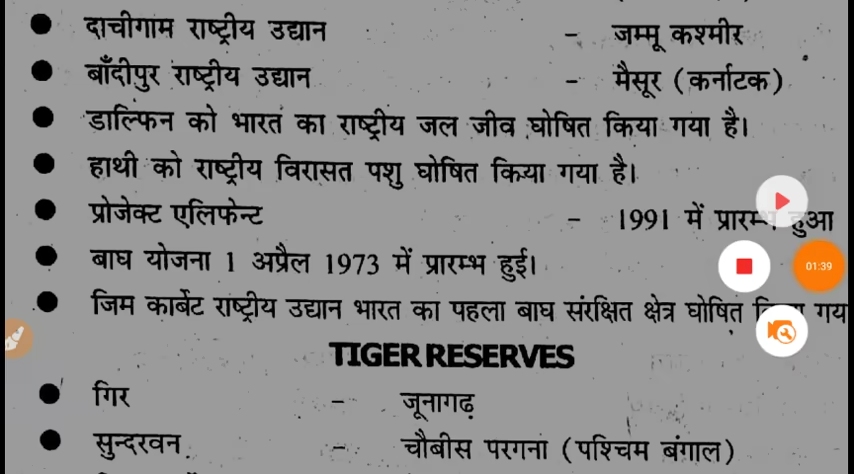 दाचीगाम राष्ट्रीय उद्यान - जम्मू कश्मीर
बाँदीपुर राष्ट्रीय उद्यान - मैसूर (कर्नाटक)
डाल्फिन को भारत का राष्ट्रीय जल जीव घोषित किया गया है।
हाथी को राष्ट्रीय विरासत पशु घोषित किया गया है।
प्रोजेक्ट एलिफेन्ट - 1991 में प्रारम्भ हुआ
बाघ योजना 1 अप्रैल 1973 में प्रारम्भ हुई।
01:39
जिम कार्बेट राष्ट्रीय उद्यान भारत का पहला बाघ संरक्षित क्षेत्र घोषित
TIGER RESERVES
गिर - जूनागढ़
सुन्दरवन - चौबीस परगना (पश्चिम बंगाल)